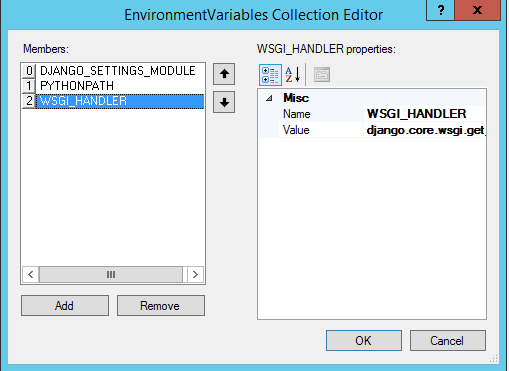 EnvironmentVariables Collection Editor
? x
Members:
0 DJANGO_SETTINGS_MODULE
1 PYTHONPATH
2 WSGI_HANDLER
Add Remove
WSGI_HANDLER properties:
Misc
Name WSGI_HANDLER
Value django.core.wsgi.get_
OK Cancel